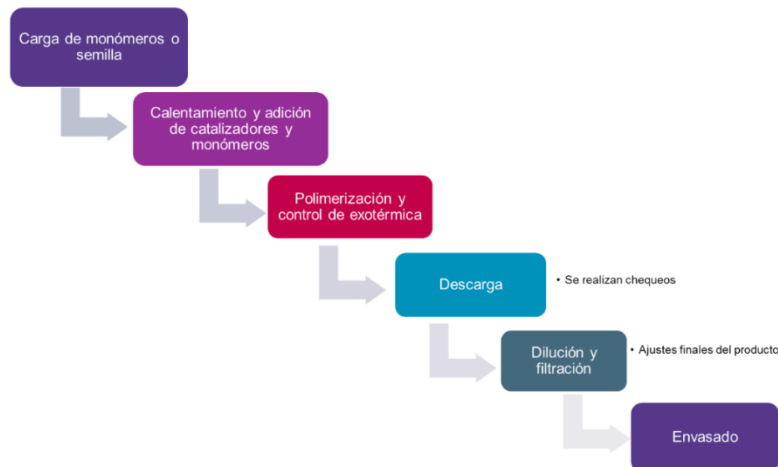 Carga de monómeros o
semilla
Calentamiento y adición
de catalizadores y
monómeros
Polimerización y
control de exotérmica
Descarga
• Se realizan chequeos
Dilución y
filtración
• Ajustes finales del producto
Envasado